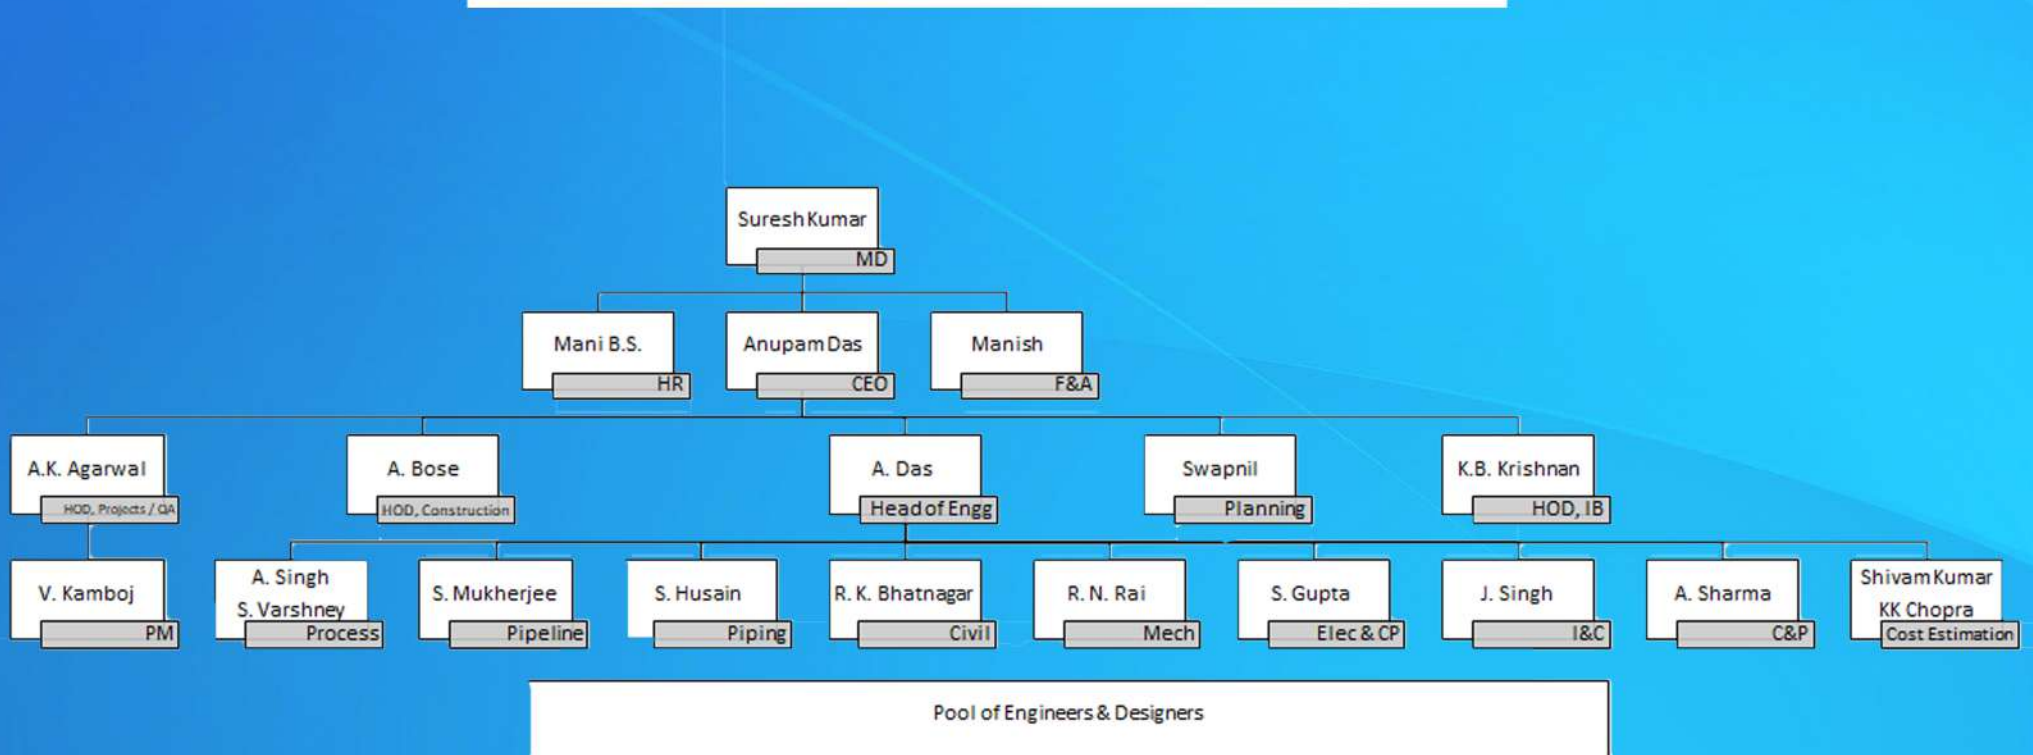 Suresh Kumar
MD
Mani B.S.
HR
Anupam Das
CEO
Manish
F&A
A.K. Agarwal
HOD, Projects / QA
A. Bose
HOD, Construction
A. Das
Head of Engg
Swapnil
Planning
K.B. Krishnan
HOD, IB
V. Kamboj
PM
A. Singh
S. Varshney
Process
S. Mukherjee
Pipeline
S. Husain
Piping
R. K. Bhatnagar
Civil
R. N. Rai
Mech
S. Gupta
Elec & CP
J. Singh
I&C
A. Sharma
C&P
Shivam Kumar
KK Chopra
Cost Estimation
Pool of Engineers & Designers